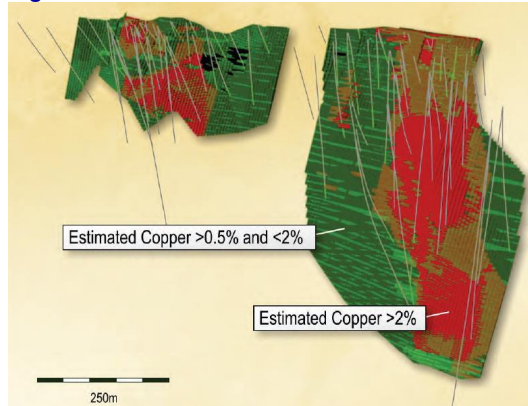 Estimated Copper >0.5% and <2%
Estimated Copper >2%
250m